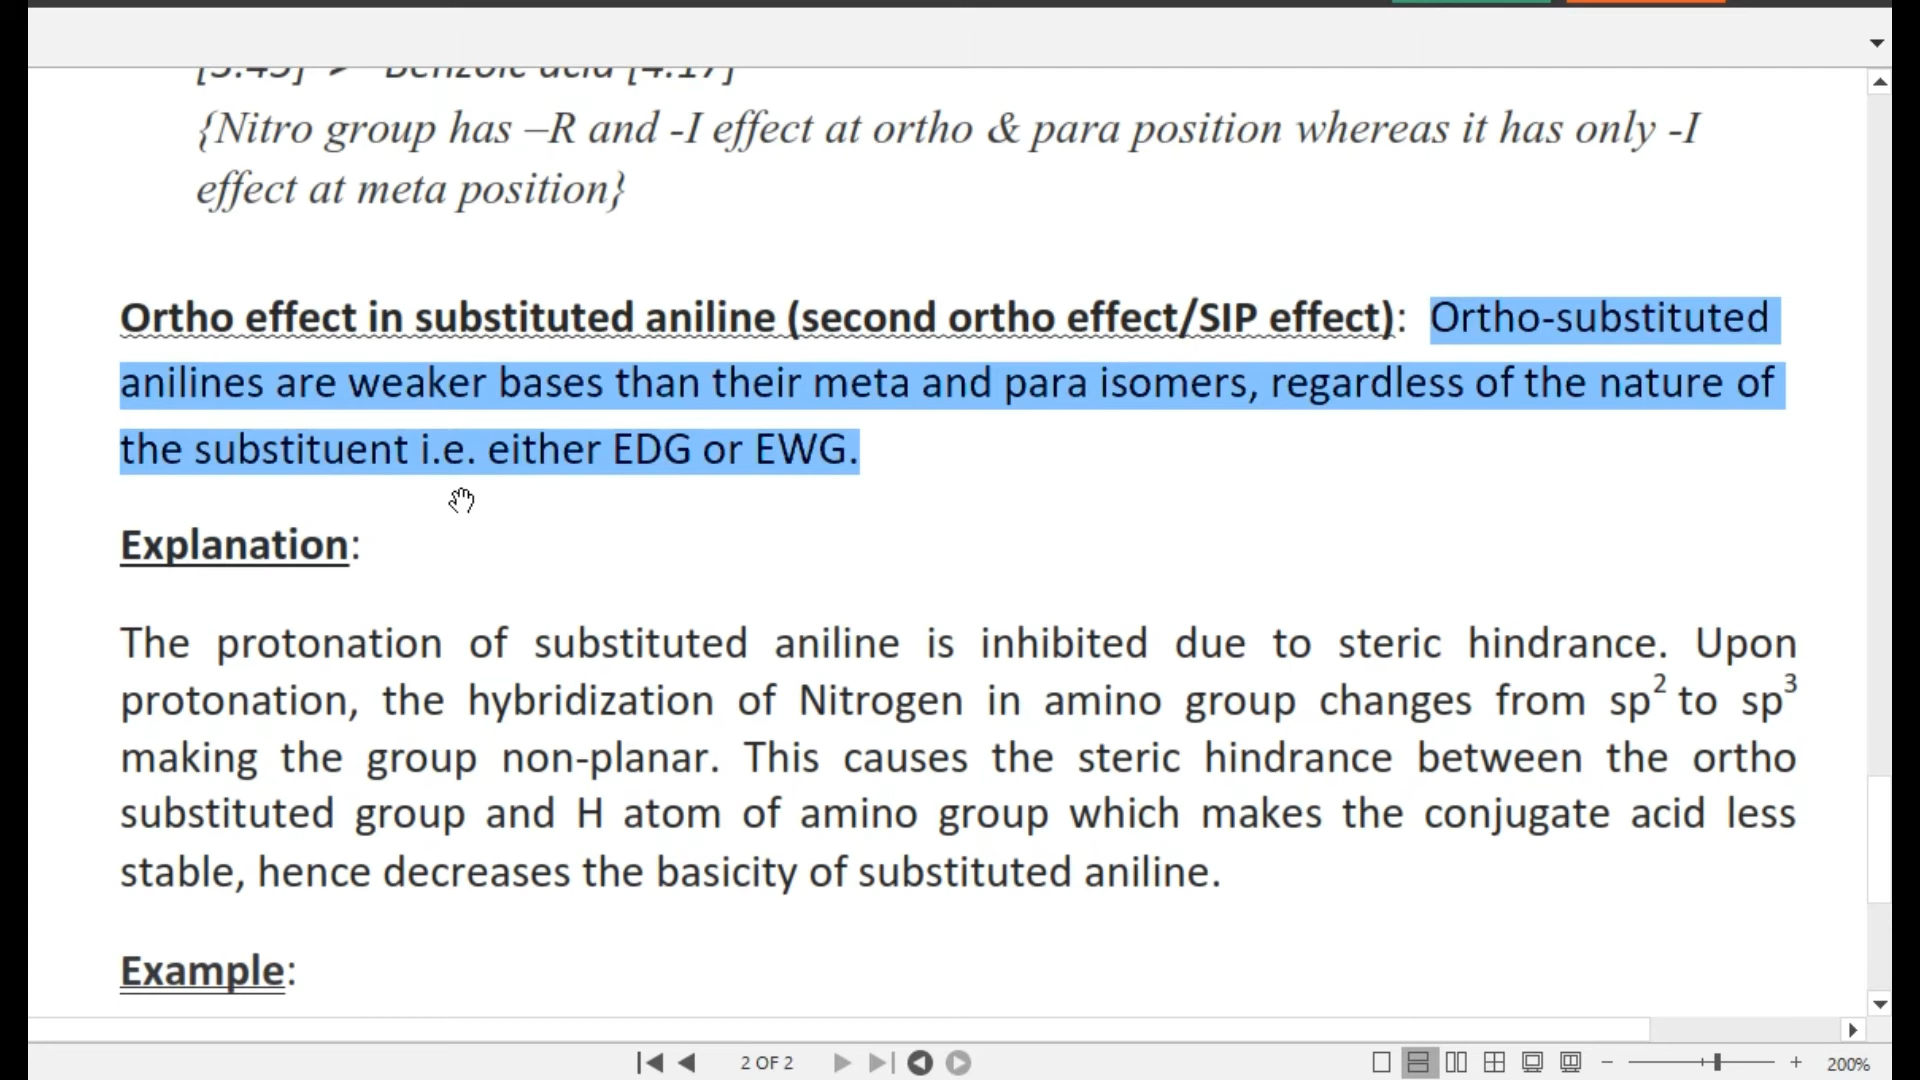 [3.45] > Benzoic acid [4.17]
{Nitro group has –R and -I effect at ortho & para position whereas it has only -I
effect at meta position}
Ortho effect in substituted aniline (second ortho effect/SIP effect): Ortho-substituted
anilines are weaker bases than their meta and para isomers, regardless of the nature of
the substituent i.e. either EDG or EWG.
Explanation:
The protonation of substituted aniline is inhibited due to steric hindrance. Upon
protonation, the hybridization of Nitrogen in amino group changes from sp² to sp³
making the group non-planar. This causes the steric hindrance between the ortho
substituted group and H atom of amino group which makes the conjugate acid less
stable, hence decreases the basicity of substituted aniline.
Example:
2 OF 2
200%